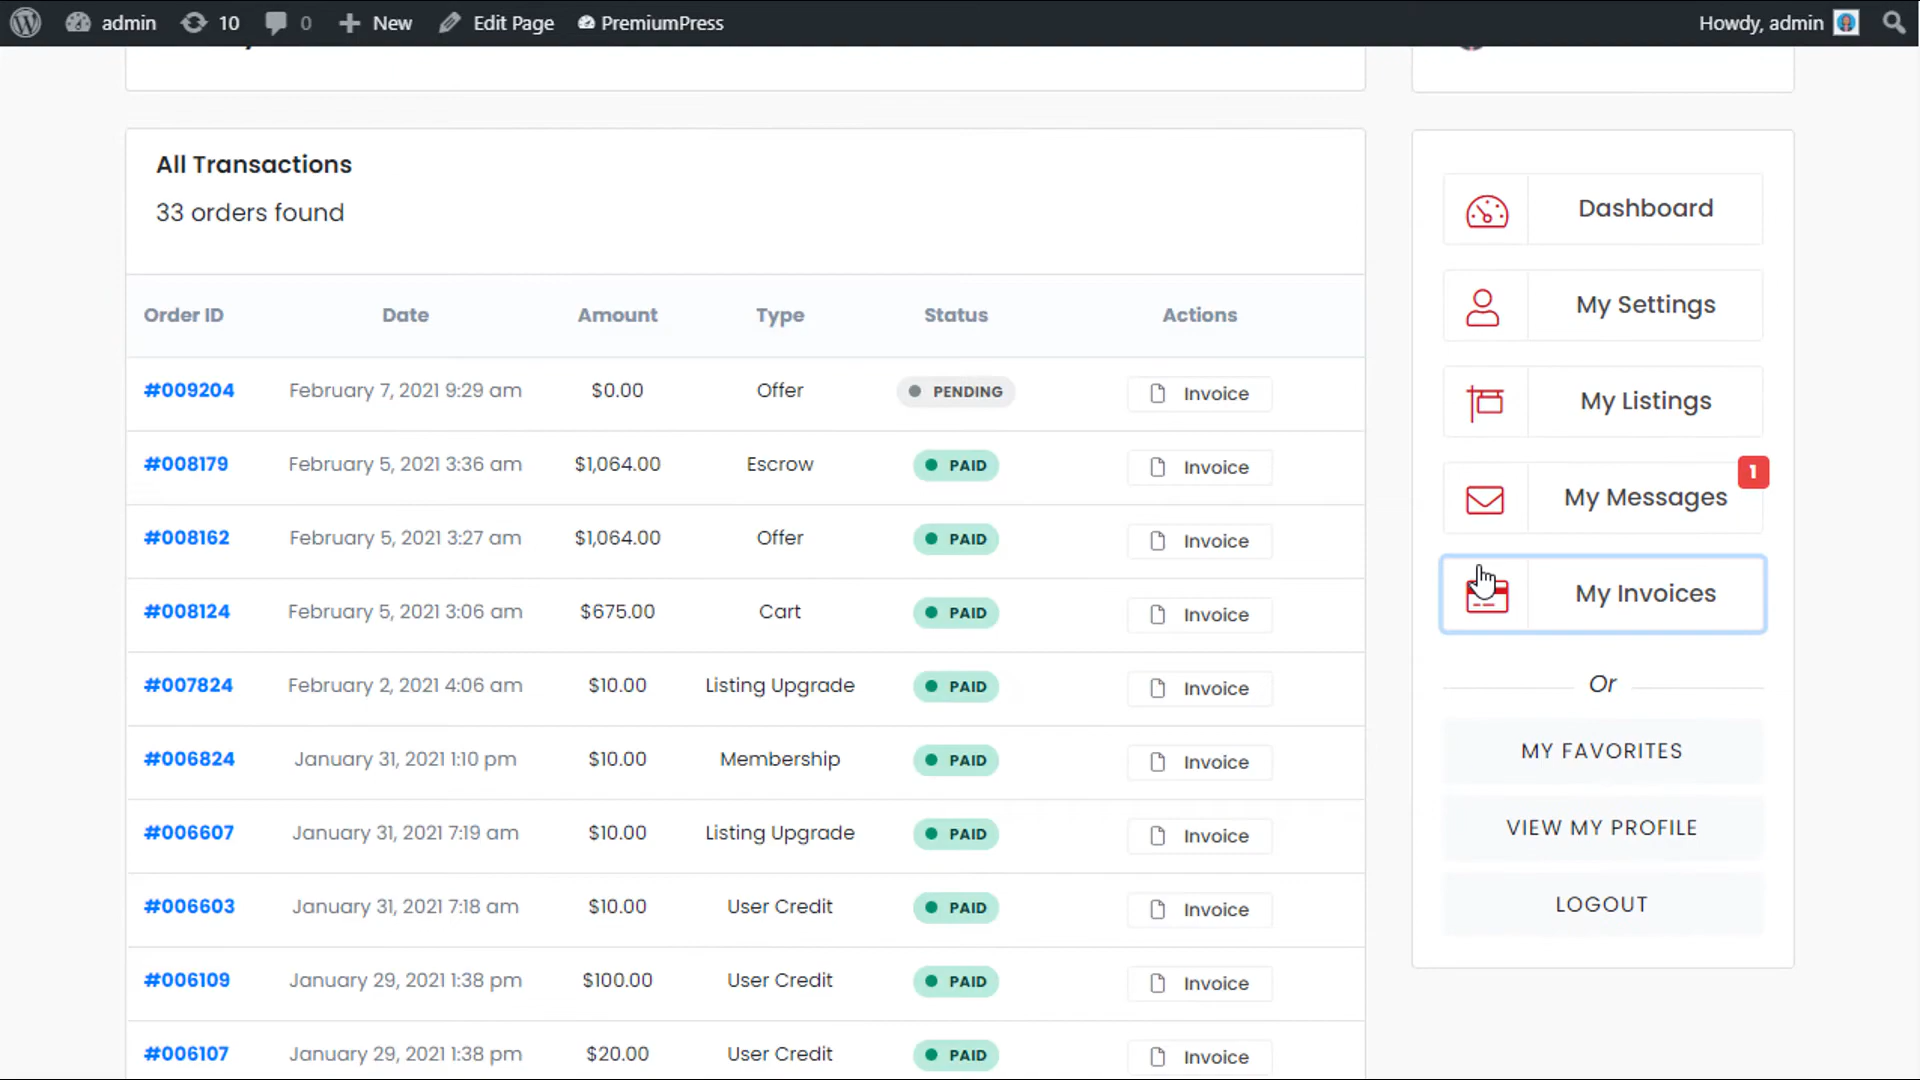 admin 10 0 New Edit Page PremiumPress Howdy, admin
All Transactions
33 orders found
Order ID Date Amount Type Status Actions
#009204 February 7, 2021 9:29 am $0.00 Offer PENDING Invoice
#008179 February 5, 2021 3:36 am $1,064.00 Escrow PAID Invoice
#008162 February 5, 2021 3:27 am $1,064.00 Offer PAID Invoice
#008124 February 5, 2021 3:06 am $675.00 Cart PAID Invoice
#007824 February 2, 2021 4:06 am $10.00 Listing Upgrade PAID Invoice
#006824 January 31, 2021 1:10 pm $10.00 Membership PAID Invoice
#006607 January 31, 2021 7:19 am $10.00 Listing Upgrade PAID Invoice
#006603 January 31, 2021 7:18 am $10.00 User Credit PAID Invoice
#006109 January 29, 2021 1:38 pm $100.00 User Credit PAID Invoice
#006107 January 29, 2021 1:38 pm $20.00 User Credit PAID Invoice
Dashboard
My Settings
My Listings
1
My Messages
My Invoices
Or
MY FAVORITES
VIEW MY PROFILE
LOGOUT